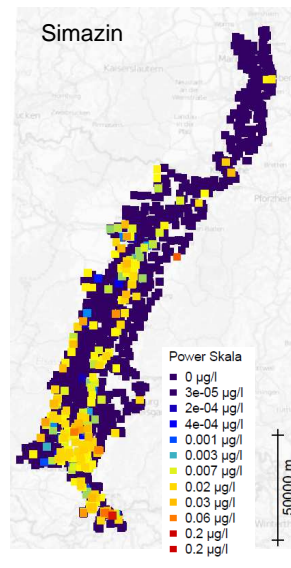 Simazin
Kaiserslautern
Pforzhei
Power Skala
0 µg/l
3e-05 µg/l
2e-04 µg/l
4e-04 µg/l
0.001 µg/l
0.003 µg/l
0.007 µg/l
0.02 µg/l
0.03 µg/l
0.06 µg/l
0.2 µg/l
0.2 µg/l
50000 m
Winterth